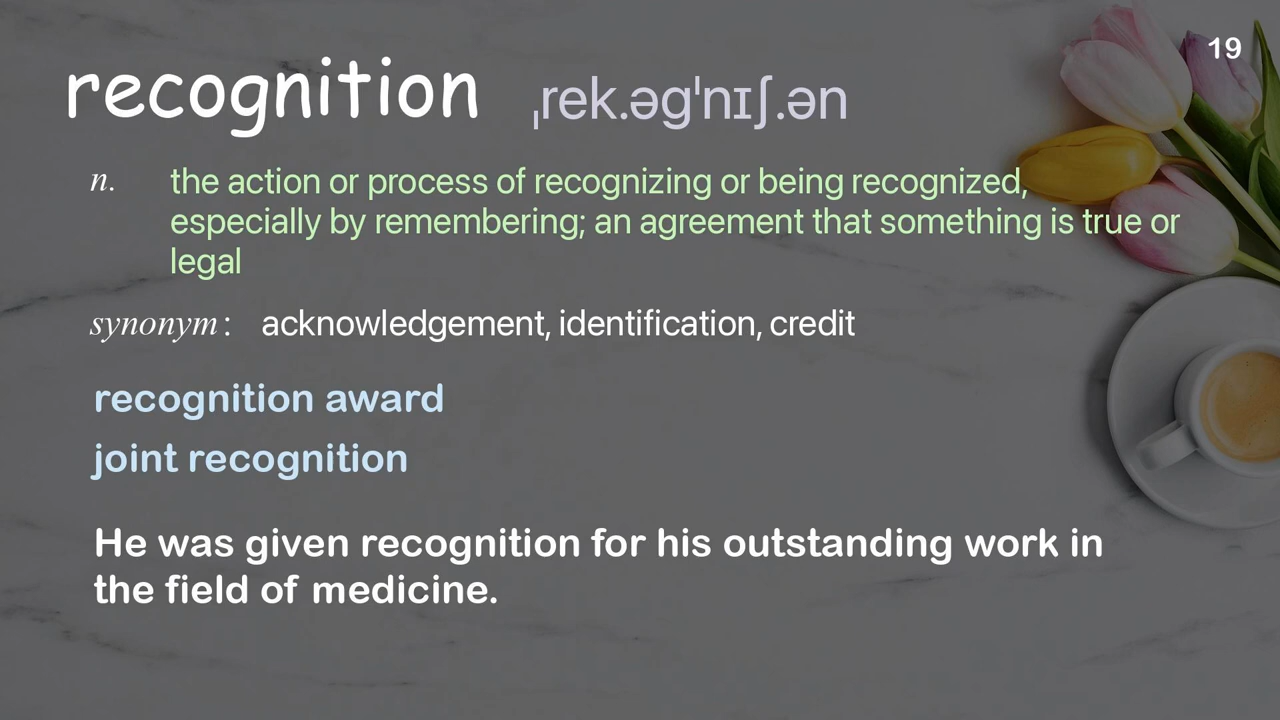 19
recognition ˌrek.əgˈnɪʃ.ən
n. the action or process of recognizing or being recognized,
especially by remembering; an agreement that something is true or
legal
synonym: acknowledgement, identification, credit
recognition award
joint recognition
He was given recognition for his outstanding work in
the field of medicine.